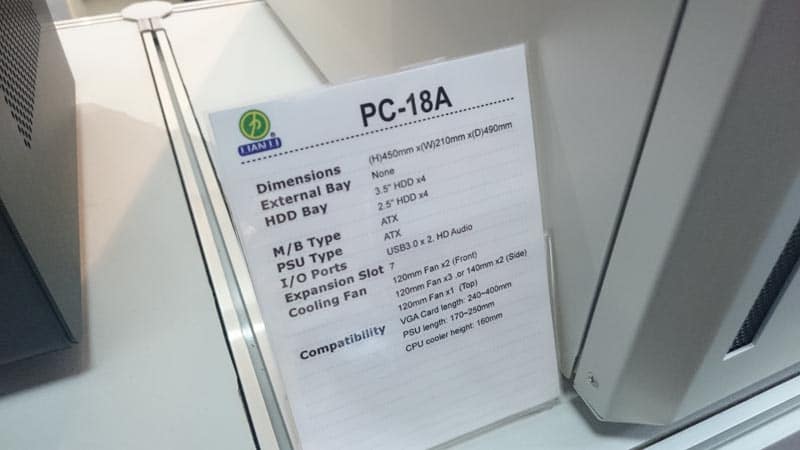 PC-18A
LIAN LI
Dimensions (H)450mm x(W)210mm x(D)490mm
External Bay None
HDD Bay 3.5" HDD x4
2.5" HDD x4
M/B Type ATX
PSU Type ATX
I/O Ports USB3.0 x 2, HD Audio
Expansion Slot 7
Cooling Fan 120mm Fan x2 (Front)
120mm Fan x3 ,or 140mm x2 (Side)
120mm Fan x1 (Top)
Compatibility VGA Card length: 240~400mm
PSU length: 170~250mm
CPU cooler height: 160mm